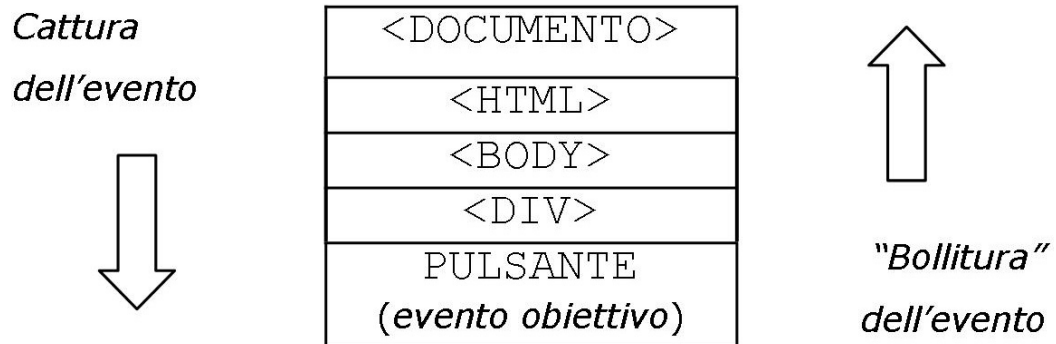 Cattura
dell'evento
<DOCUMENTO>
<HTML>
<BODY>
<DIV>
PULSANTE
(evento obiettivo)
"Bollitura"
dell'evento